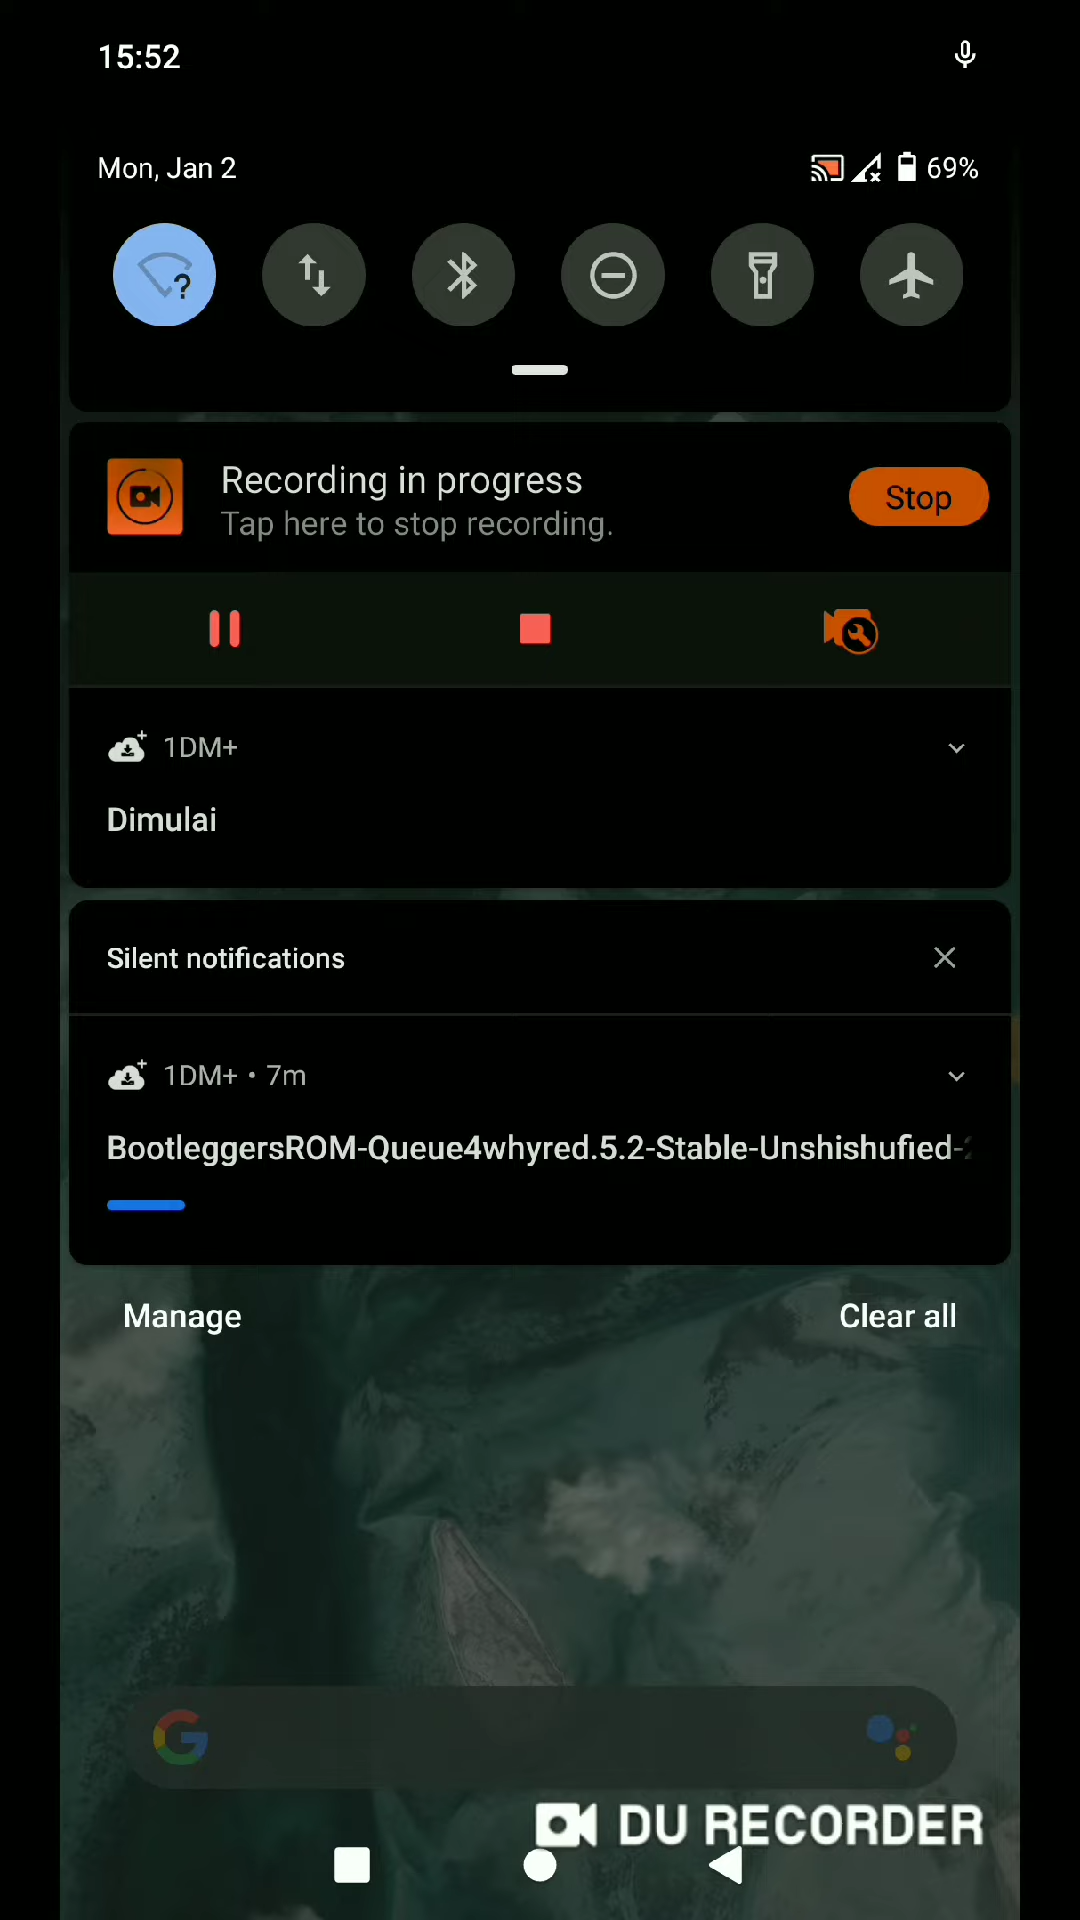 15:52
Mon, Jan 2
69%
?
Recording in progress
Tap here to stop recording.
Stop
1DM+
Dimulai
Silent notifications
1DM+ • 7m
BootleggersROM-Queue4whyred.5.2-Stable-Unshishufied-
Manage
Clear all
G
DU RECORDER